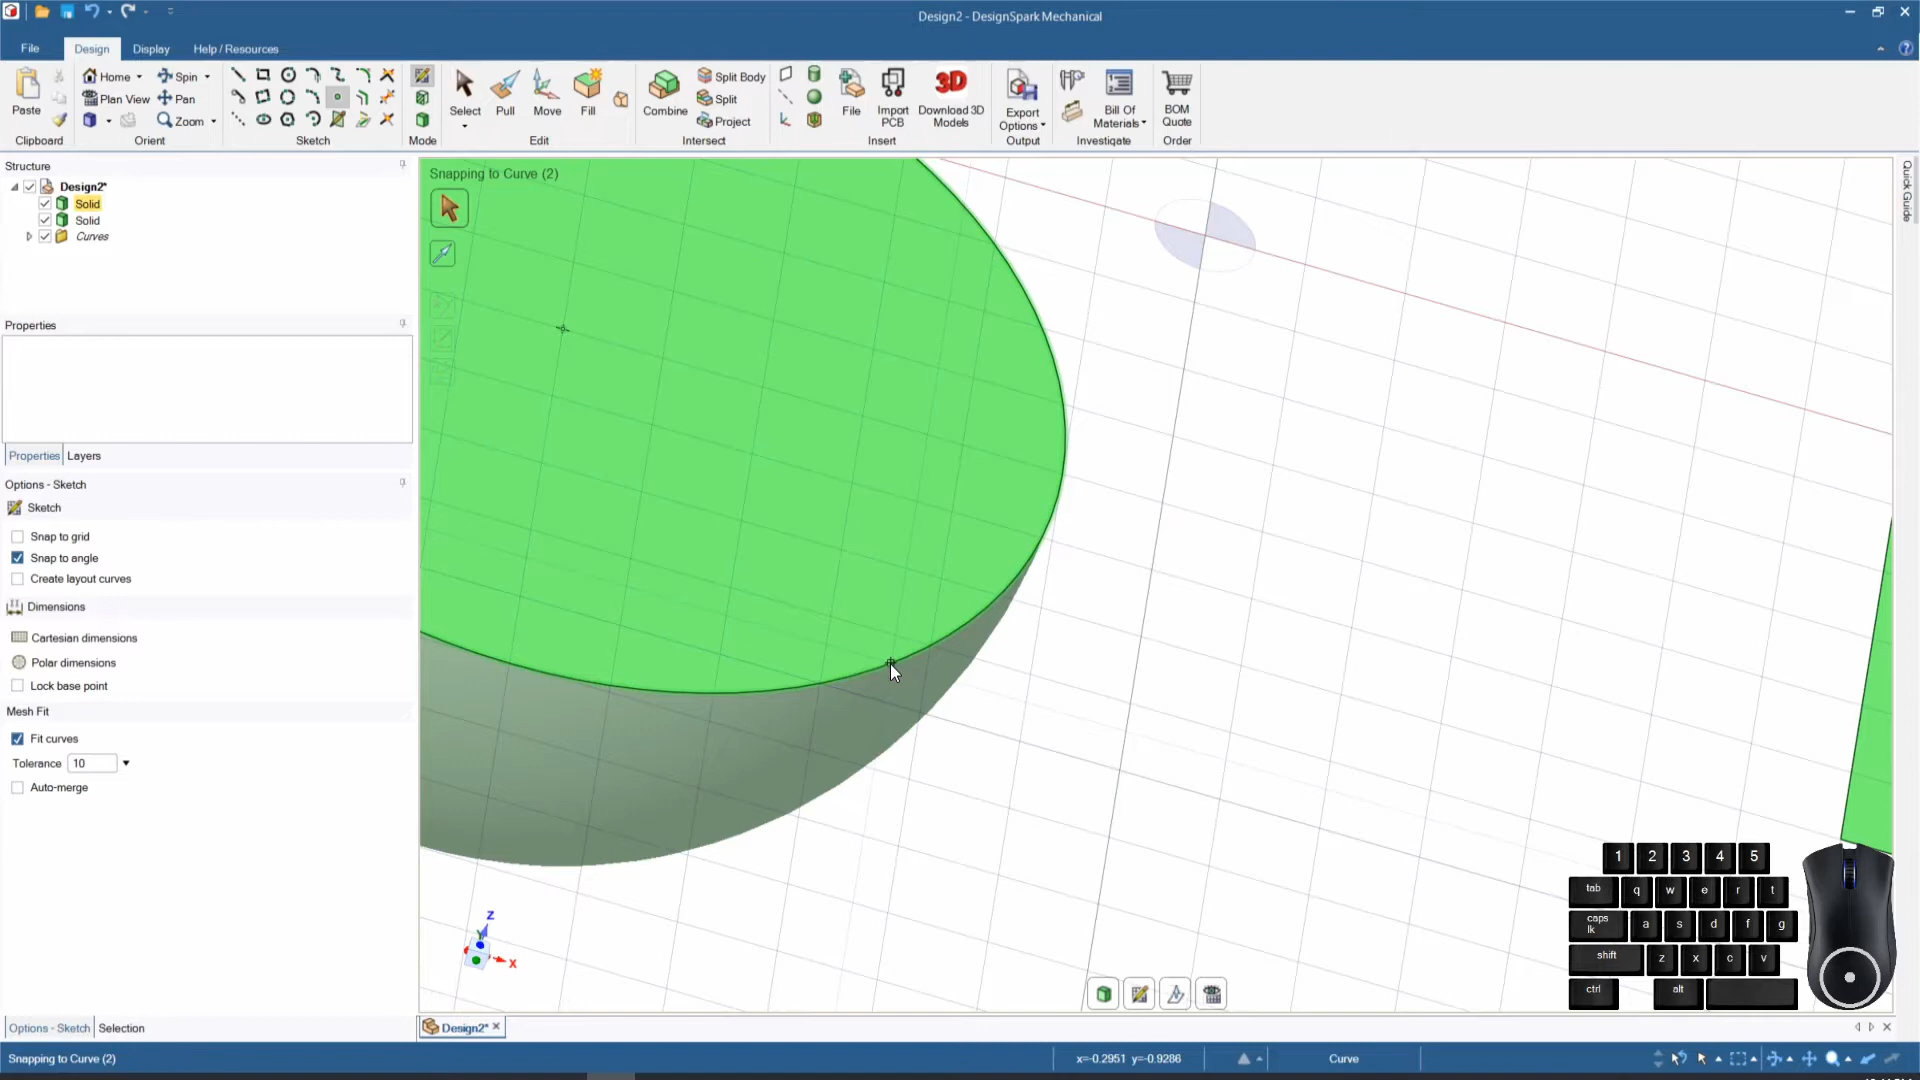 Design2 - DesignSpark Mechanical
File Design Display Help / Resources
Paste
Home
Plan View
Spin
Pan
Zoom
Select
Pull
Move
Fill
Combine
Split Body
Split
Project
File
Import PCB
Download 3D Models
3D
Export Options
Bill Of Materials
BOM Quote
Clipboard Orient Sketch Mode Edit Intersect Insert Output Investigate Order
Structure
Design2*
Solid
Solid
Curves
Properties
Properties Layers
Options - Sketch
Sketch
Snap to grid
Snap to angle
Create layout curves
Dimensions
Cartesian dimensions
Polar dimensions
Lock base point
Mesh Fit
Fit curves
Tolerance 10
Auto-merge
Options - Sketch Selection
Snapping to Curve (2)
Quick Guide
Z
Y
X
1 2 3 4 5
tab q w e r t
caps lk a s d f g
shift z x c v
ctrl alt
Design2*
Snapping to Curve (2) x=-0.2951 y=-0.9286 Curve